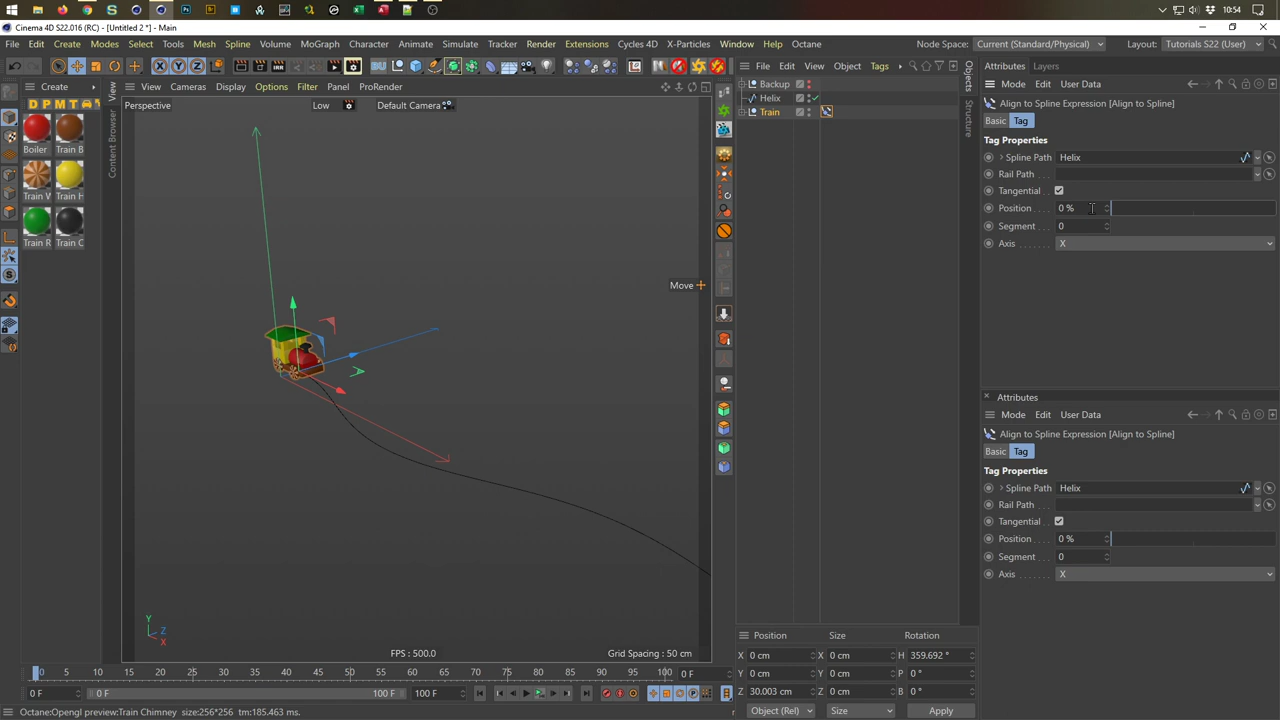 10:54
Cinema 4D S22.016 (RC) - [Untitled 2 *] - Main
File Edit Create Modes Select Tools Mesh Spline Volume MoGraph Character Animate Simulate Tracker Render Extensions Cycles 4D X-Particles Window Help Octane
Node Space: Current (Standard/Physical) Layout: Tutorials S22 (User)
Create
D P M T
Boiler
Train B
Train W
Train H
Train R
Train C
View
Content Browser
View Cameras Display Options Filter Panel ProRender
Perspective
Low
Default Camera
Move
Y
Z
X
FPS : 500.0
Grid Spacing : 50 cm
File Edit View Object Tags
Backup
Helix
Train
Objects
Structure
Attributes Layers
Mode Edit User Data
Align to Spline Expression [Align to Spline]
Basic Tag
Tag Properties
Spline Path Helix
Rail Path
Tangential
Position 0 %
Segment 0
Axis X
Attributes
Mode Edit User Data
Align to Spline Expression [Align to Spline]
Basic Tag
Tag Properties
Spline Path Helix
Rail Path
Tangential
Position 0 %
Segment 0
Axis X
Position Size Rotation
X 0 cm X 0 cm H 359.692 °
Y 0 cm Y 0 cm P 0 °
Z 30.003 cm Z 0 cm B 0 °
Object (Rel) Size Apply
0 5 10 15 20 25 30 35 40 45 50 55 60 65 70 75 80 85 90 95 100 0 F
0 F 0 F 100 F 100 F
Octane:Opengl preview:Train Chimney size:256*256 tm:185.463 ms.